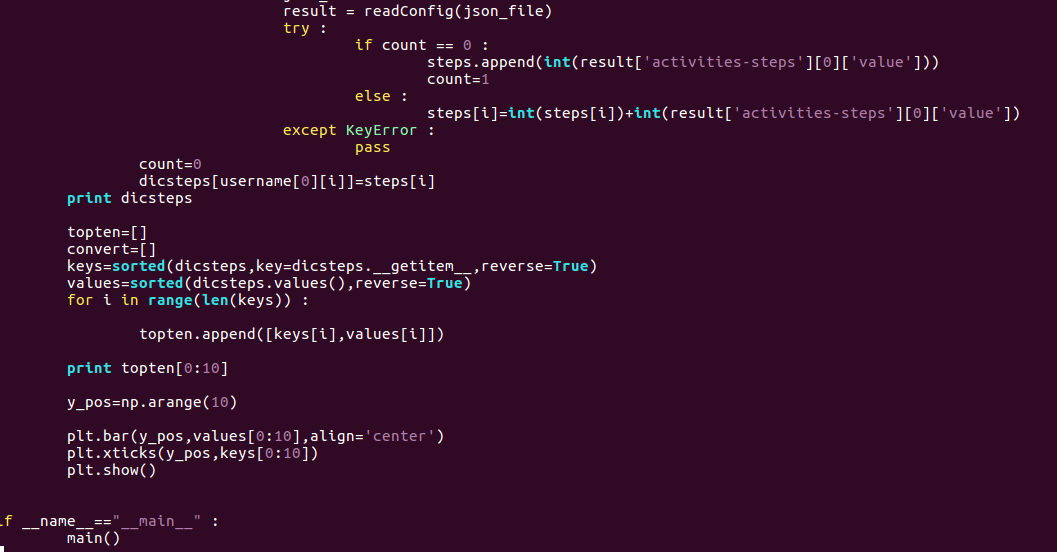 result = readConfig(json_file)
try :
if count == 0 :
steps.append(int(result['activities-steps'][0]['value']))
count=1
else :
steps[i]=int(steps[i])+int(result['activities-steps'][0]['value'])
except KeyError :
pass
count=0
dicsteps[username[0][i]]=steps[i]
print dicsteps
topten=[]
convert=[]
keys=sorted(dicsteps,key=dicsteps.__getitem__,reverse=True)
values=sorted(dicsteps.values(),reverse=True)
for i in range(len(keys)) :
topten.append([keys[i],values[i]])
print topten[0:10]
y_pos=np.arange(10)
plt.bar(y_pos,values[0:10],align='center')
plt.xticks(y_pos,keys[0:10])
plt.show()
if __name__=="__main__" :
main()